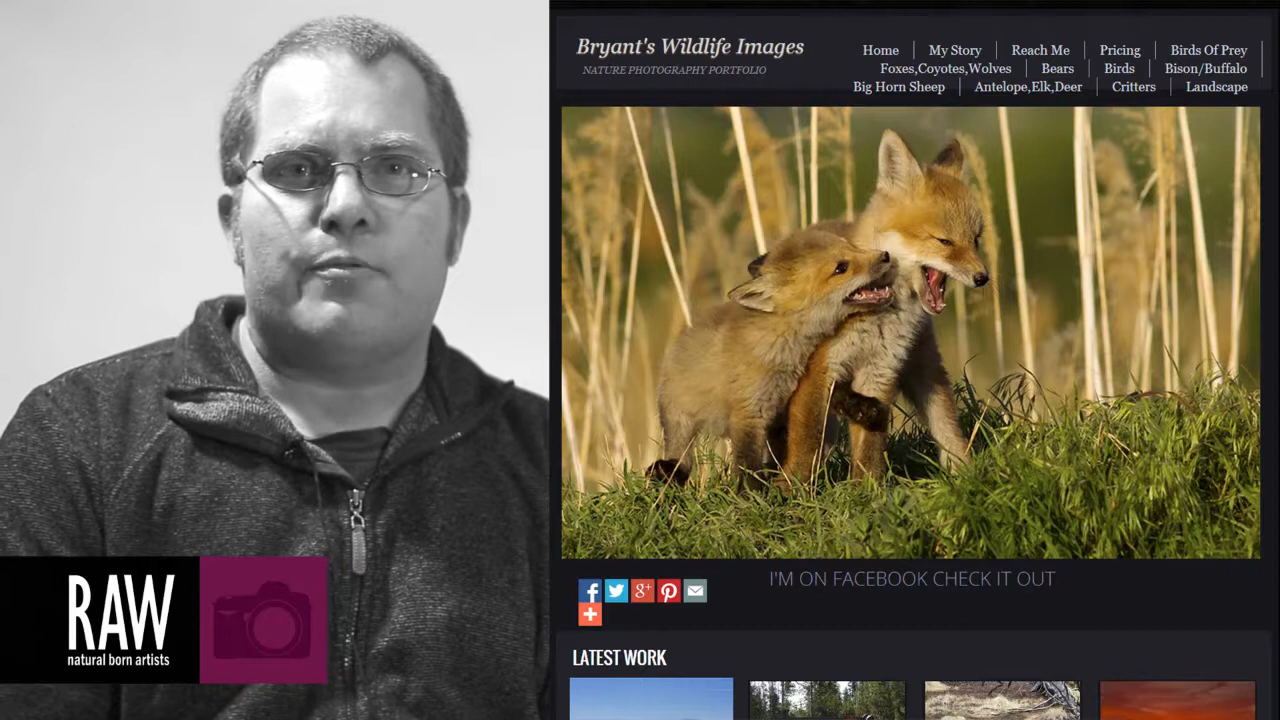 Bryant's Wildlife Images
NATURE PHOTOGRAPHY PORTFOLIO
Home My Story Reach Me Pricing Birds Of Prey
Foxes,Coyotes,Wolves Bears Birds Bison/Buffalo
Big Horn Sheep Antelope,Elk,Deer Critters Landscape
I'M ON FACEBOOK CHECK IT OUT
LATEST WORK
RAW
natural born artists